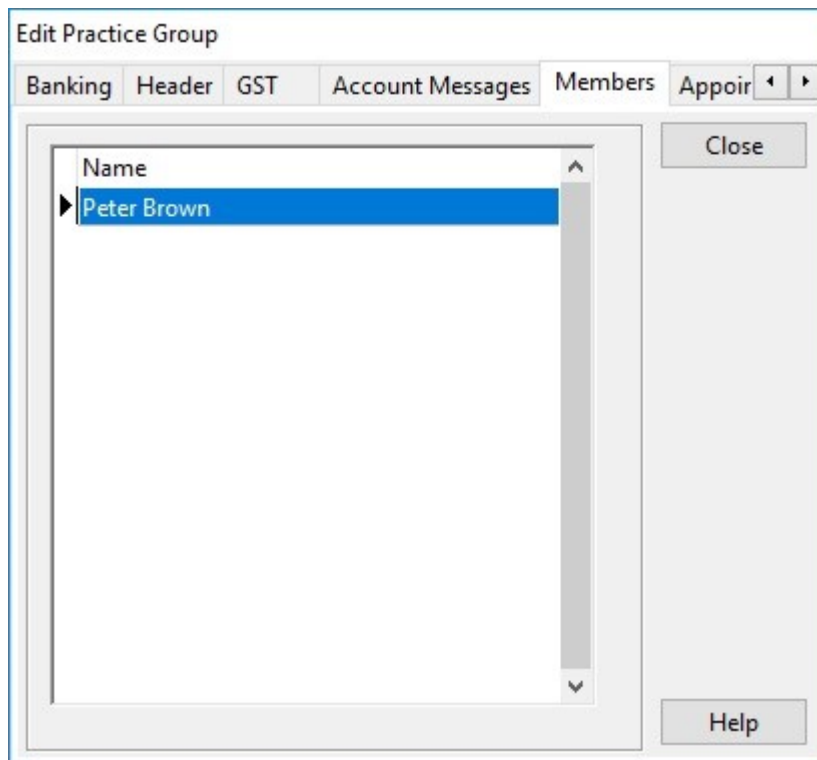 Edit Practice Group
Banking Header GST Account Messages Members Appoir
Close
Name
Peter Brown
Help